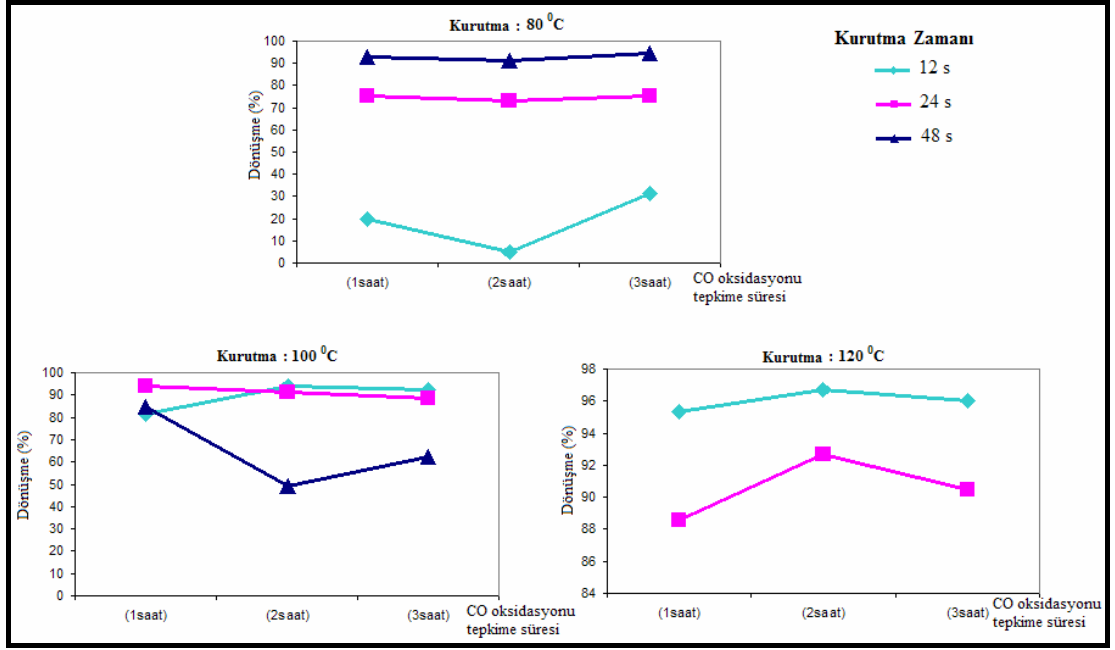 Kurutma : 80 ⁰C
Dönüşme (%)
100
90
80
70
60
50
40
30
20
10
0
(1saat) (2saat) (3saat)
CO oksidasyonu
tepkime süresi
Kurutma Zamanı
12 s
24 s
48 s
Kurutma : 100 ⁰C
Dönüşme (%)
100
90
80
70
60
50
40
30
20
10
0
(1saat) (2saat) (3saat)
CO oksidasyonu
tepkime süresi
Kurutma : 120 ⁰C
Dönüşme (%)
98
96
94
92
90
88
86
84
(1saat) (2saat) (3saat)
CO oksidasyonu
tepkime süresi